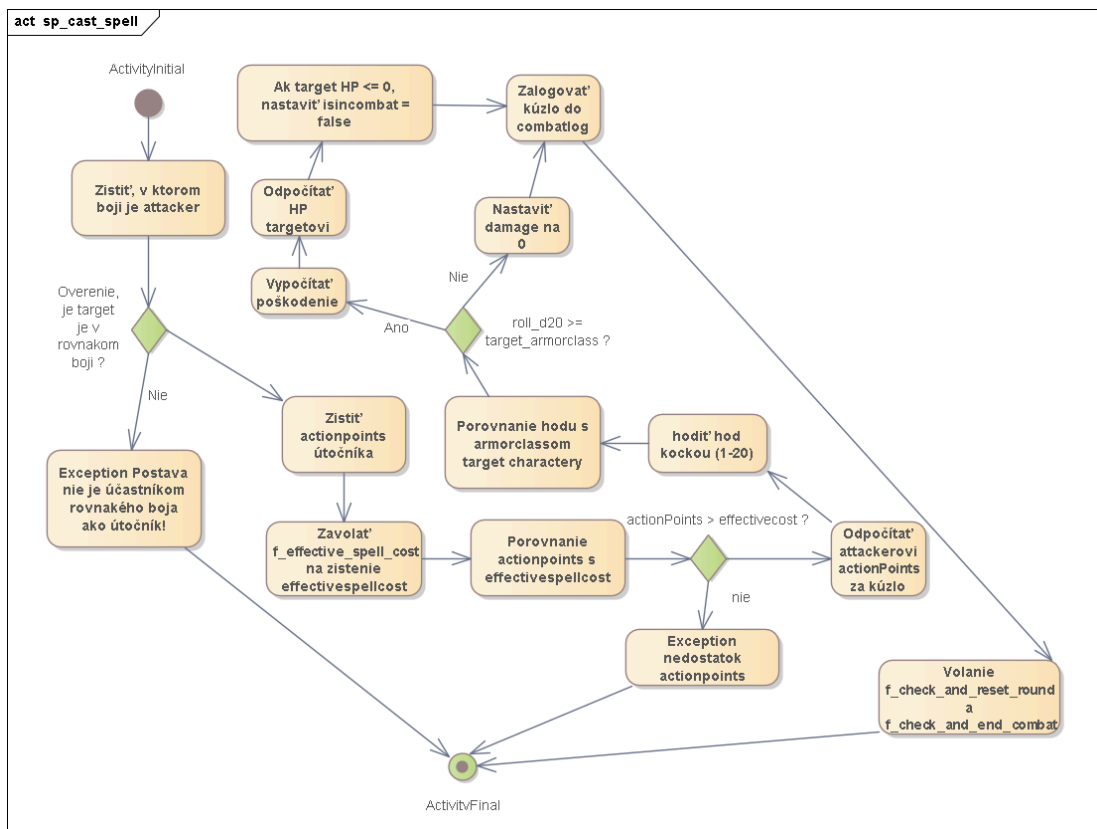 act sp_cast_spell
ActivityInitial
Ak target HP <= 0,
nastaviť isincombat =
false
Zalogovať
kúzlo do
combatlog
Zistiť, v ktorom
boji je attacker
Odpočítať
HP
targetovi
Nastaviť
damage na
0
Overenie,
je target
je v
rovnakom
boji ?
Vypočítať
poškodenie
Nie
Ano
roll_d20 >=
target_armorclass ?
Nie
Zistiť
actionpoints
útočníka
Porovnanie hodu s
armorclassom
target charactery
hodiť hod
kockou (1-20)
Exception Postava
nie je účastníkom
rovnakého boja
ako útočník!
Zavolať
f_effective_spell_cost
na zistenie
effectivespellcost
Porovnanie
actionpoints s
effectivespellcost
actionPoints > effectivecost ?
Odpočítať
attackerovi
actionPoints
za kúzlo
nie
Exception
nedostatok
actionpoints
Volanie
f_check_and_reset_round
a
f_check_and_end_combat
ActivityFinal